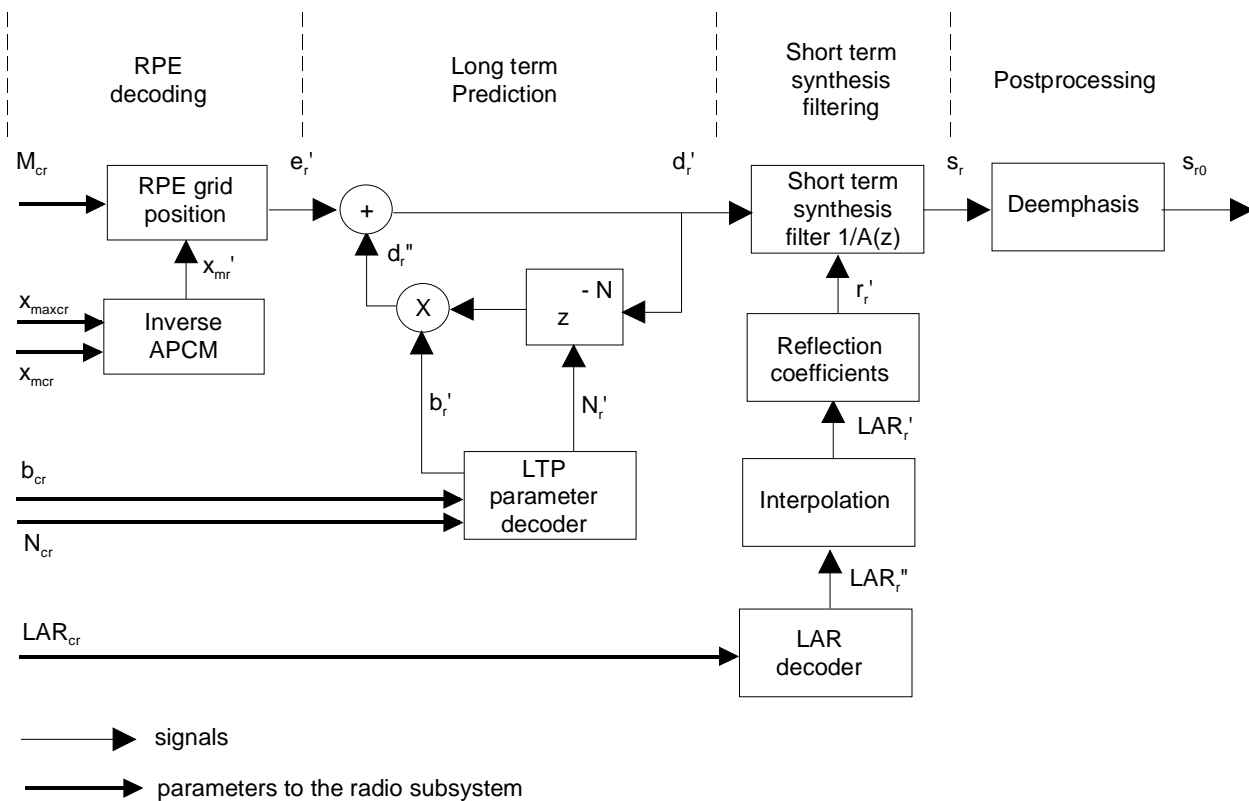 RPE
decoding
Long term
Prediction
Short term
synthesis
filtering
Postprocessing
M_cr
RPE grid
position
e_r'
+
d_r'
Short term
synthesis
filter 1/A(z)
s_r
Deemphasis
s_r0
x_mr'
d_r"
x_maxcr
Inverse
APCM
x_mcr
X
z - N
r_r'
Reflection
coefficients
b_r'
N_r'
LAR_r'
b_cr
N_cr
LTP
parameter
decoder
Interpolation
LAR_r"
LAR_cr
LAR
decoder
signals
parameters to the radio subsystem